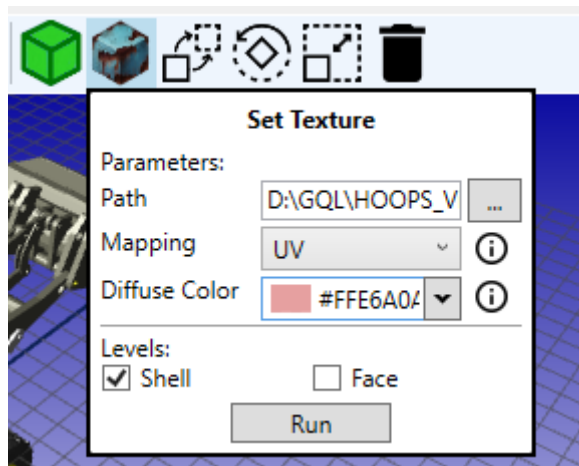 Set Texture
Parameters:
Path D:\GQL\HOOPS_V ...
Mapping UV
Diffuse Color #FFE6A0A
Levels:
Shell Face
Run